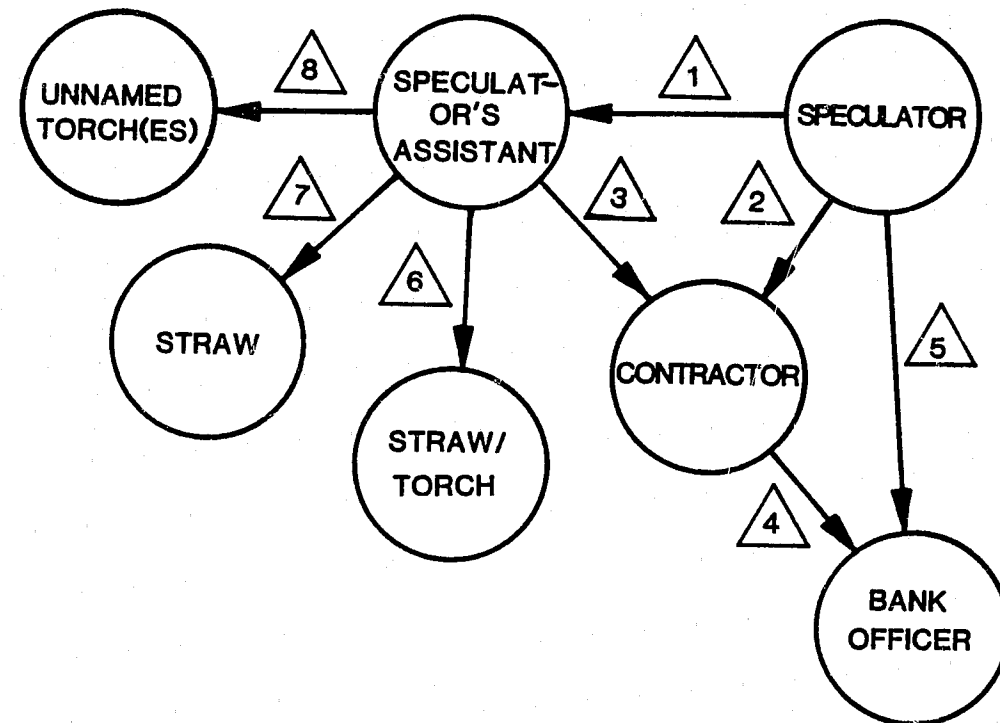 8
1
UNNAMED
TORCH(ES)
SPECULAT-
OR'S
ASSISTANT
SPECULATOR
7
3
2
6
STRAW
5
CONTRACTOR
STRAW/
TORCH
4
BANK
OFFICER